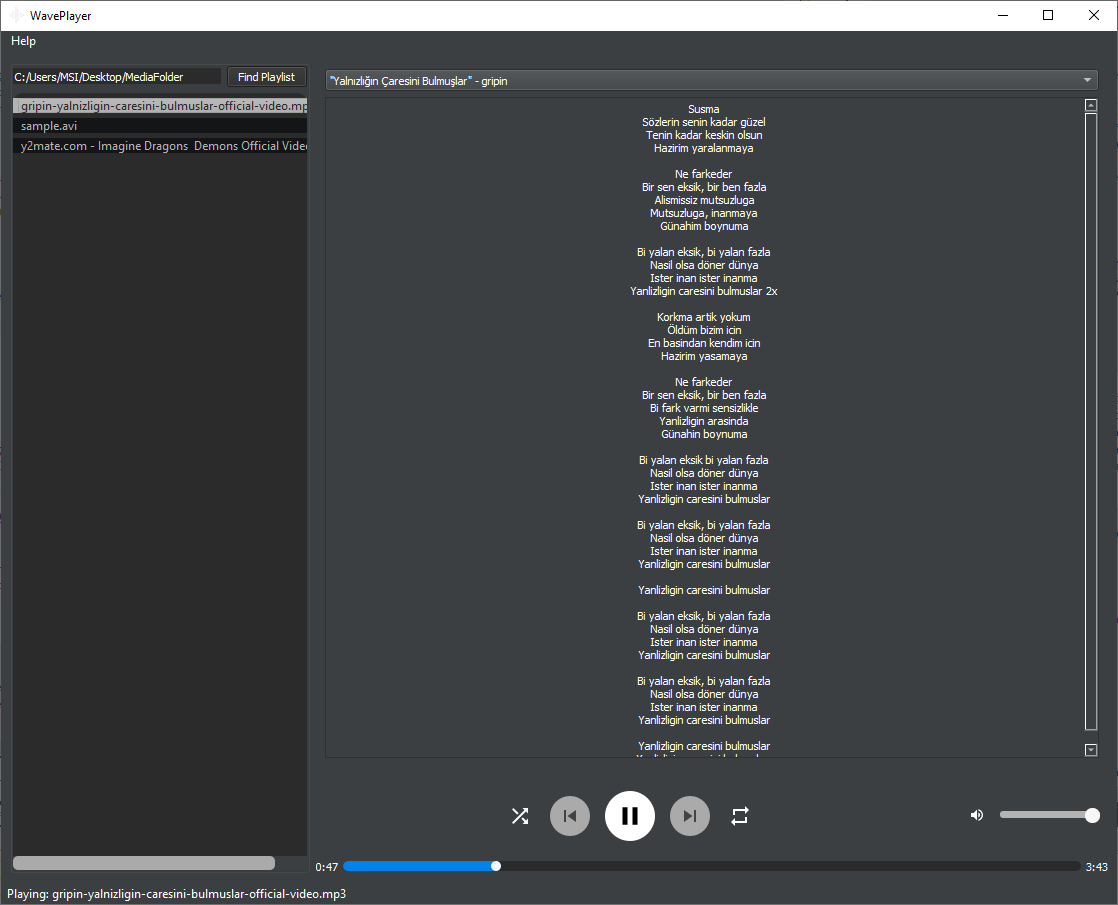 WavePlayer
Help
C:/Users/MSI/Desktop/MediaFolder
Find Playlist
gripin-yalnizligin-caresini-bulmuslar-official-video.mp
sample.avi
y2mate.com - Imagine Dragons  Demons Official Vide
"Yalnızlığın Çaresini Bulmuşlar" - gripin
Susma
Sözlerin senin kadar güzel
Tenin kadar keskin olsun
Hazirim yaralanmaya
Ne farkeder
Bir sen eksik, bir ben fazla
Alismissiz mutsuzluga
Mutsuzluga, inanmaya
Günahim boynuma
Bi yalan eksik, bi yalan fazla
Nasil olsa döner dünya
Ister inan ister inanma
Yanlizligin caresini bulmuslar 2x
Korkma artik yokum
Öldüm bizim icin
En basindan kendim icin
Hazirim yasamaya
Ne farkeder
Bir sen eksik, bir ben fazla
Bi fark varmi sensizlikle
Yanlizligin arasinda
Günahin boynuma
Bi yalan eksik bi yalan fazla
Nasil olsa döner dünya
Ister inan ister inanma
Yanlizligin caresini bulmuslar
Bi yalan eksik, bi yalan fazla
Nasil olsa döner dünya
Ister inan ister inanma
Yanlizligin caresini bulmuslar
Yanlizligin caresini bulmuslar
Bi yalan eksik, bi yalan fazla
Nasil olsa döner dünya
Ister inan ister inanma
Yanlizligin caresini bulmuslar
Bi yalan eksik, bi yalan fazla
Nasil olsa döner dünya
Ister inan ister inanma
Yanlizligin caresini bulmuslar
Yanlizligin caresini bulmuslar
0:47
3:43
Playing: gripin-yalnizligin-caresini-bulmuslar-official-video.mp3